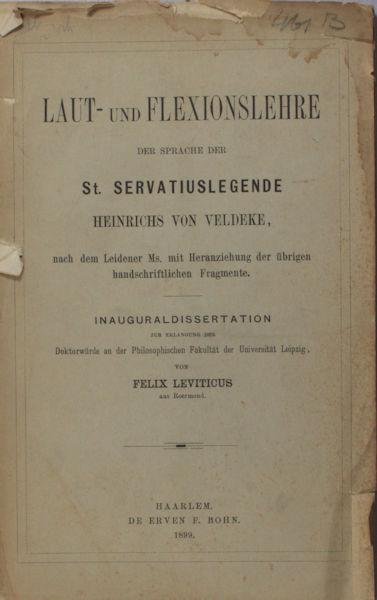 461 B
LAUT- UND FLEXIONSLEHRE
DER SPRACHE DER
St. SERVATIUSLEGENDE
HEINRICHS VON VELDEKE,
nach dem Leidener Ms. mit Heranziehung der übrigen
handschriftlichen Fragmente.
INAUGURALDISSERTATION
ZUR ERLANGUNG DER
Doktorwürde an der Philosophischen Fakultät der Universität Leipzig,
VON
FELIX LEVITICUS
aus Roermond.
HAARLEM,
DE ERVEN F. BOHN.
1899.